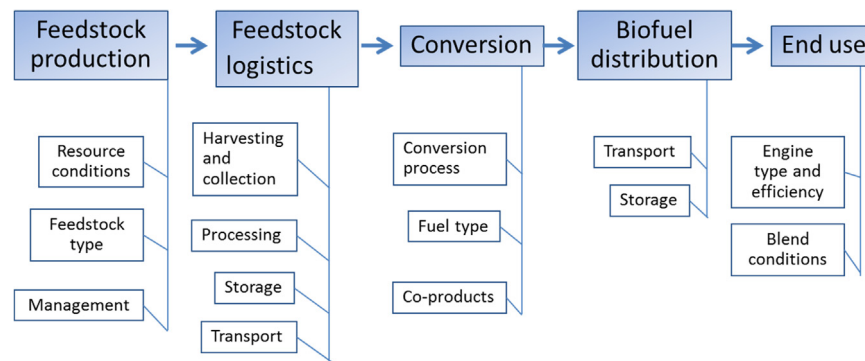 Feedstock
production
Feedstock
logistics
Conversion
Biofuel
distribution
End use
Resource
conditions
Feedstock
type
Management
Harvesting
and
collection
Processing
Storage
Transport
Conversion
process
Fuel type
Co-products
Transport
Storage
Engine
type and
efficiency
Blend
conditions